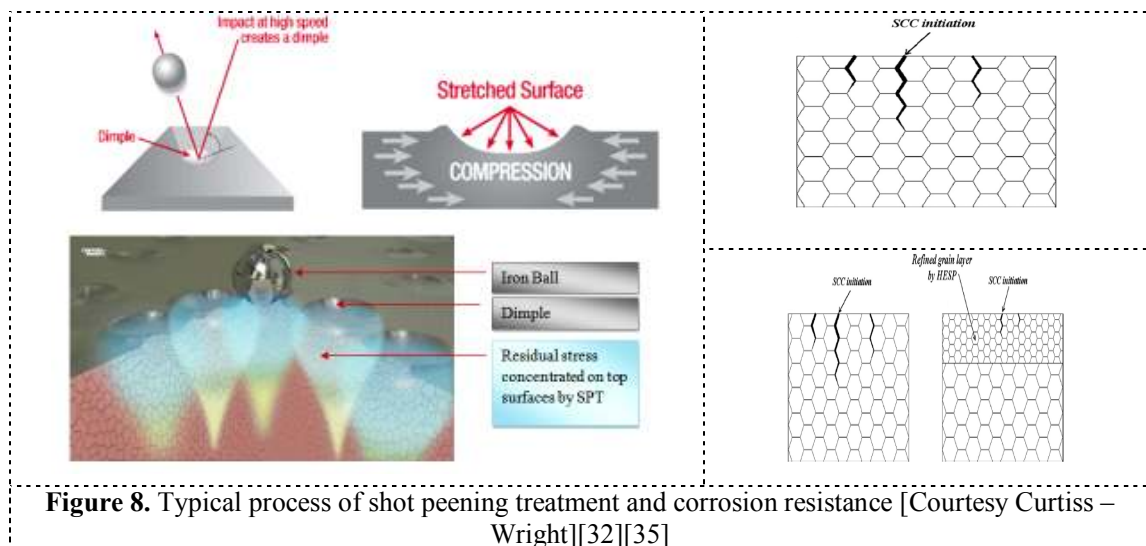 Impact at high speed
creates a dimple
Dimple
Stretched Surface
COMPRESSION
Iron Ball
Dimple
Residual stress
concentrated on top
surfaces by SPT
SCC initiation
Refined grain layer
by HESP
SCC initiation
SCC initiation
Figure 8. Typical process of shot peening treatment and corrosion resistance [Courtesy Curtiss –
Wright][32][35]